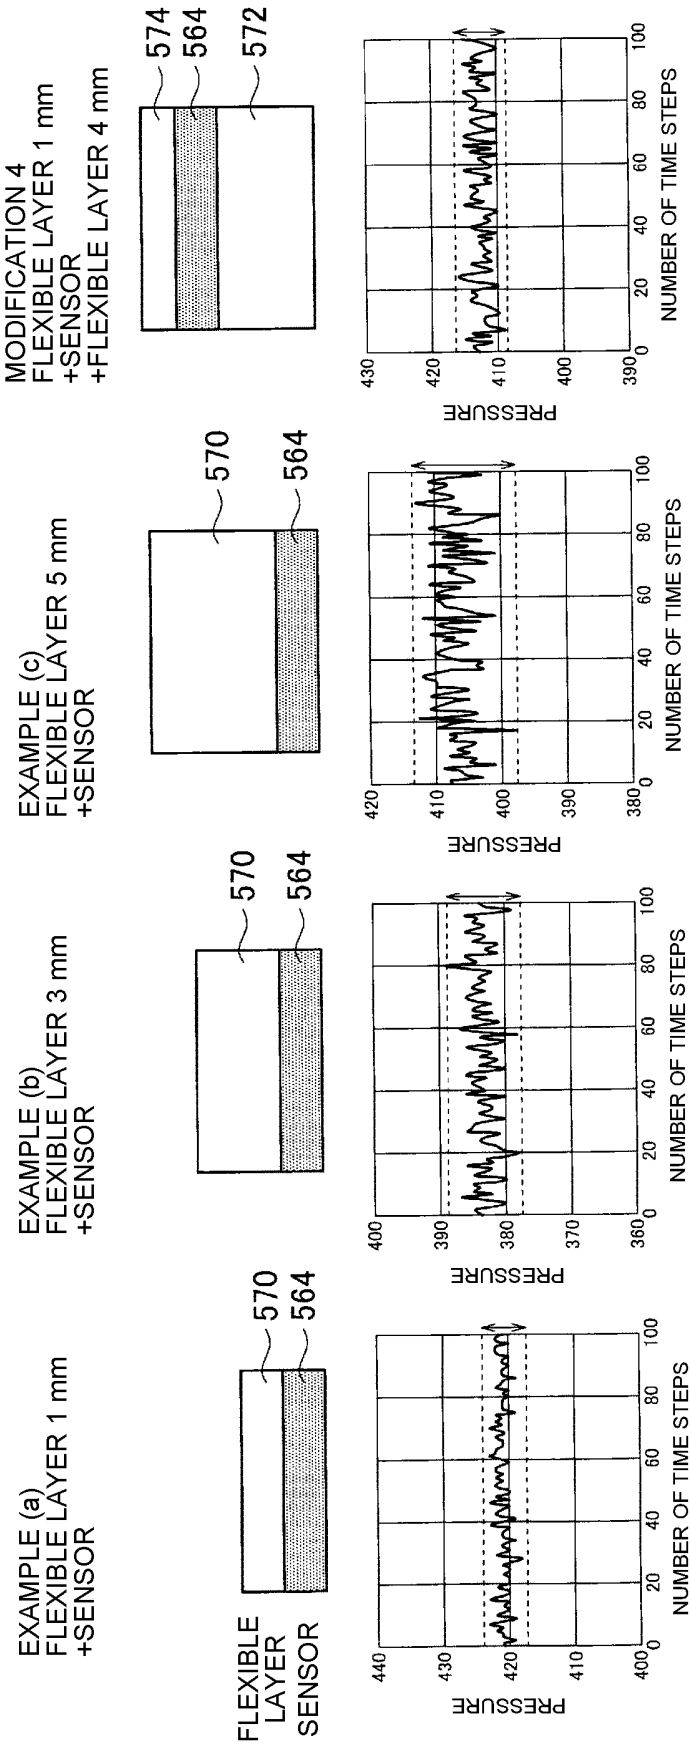 EXAMPLE (a)
FLEXIBLE LAYER 1 mm
+SENSOR
FLEXIBLE
LAYER
SENSOR
570
564
440
430
420
410
400
PRESSURE
0
20
40
60
80
100
NUMBER OF TIME STEPS
EXAMPLE (b)
FLEXIBLE LAYER 3 mm
+SENSOR
570
564
400
390
380
370
360
PRESSURE
0
20
40
60
80
100
NUMBER OF TIME STEPS
EXAMPLE (c)
FLEXIBLE LAYER 5 mm
+SENSOR
570
564
420
410
400
390
380
PRESSURE
0
20
40
60
80
100
NUMBER OF TIME STEPS
MODIFICATION 4
FLEXIBLE LAYER 1 mm
+SENSOR
+FLEXIBLE LAYER 4 mm
574
564
572
430
420
410
400
390
PRESSURE
0
20
40
60
80
100
NUMBER OF TIME STEPS